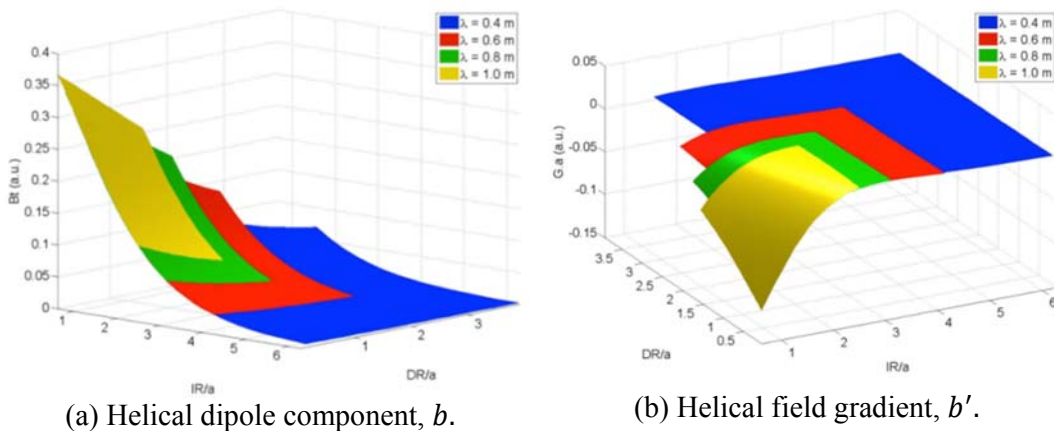 λ = 0.4 m
λ = 0.6 m
λ = 0.8 m
λ = 1.0 m
0.4
0.35
0.3
0.25
0.2
0.15
0.1
0.05
0
Bt (a.u.)
1
2
3
4
5
6
IR/a
1
2
3
DR/a
(a) Helical dipole component, b.
λ = 0.4 m
λ = 0.6 m
λ = 0.8 m
λ = 1.0 m
0.05
0
-0.05
-0.1
-0.15
G.a (a.u.)
3.5
3
2.5
2
1.5
1
0.5
DR/a
1
2
3
4
5
6
IR/a
(b) Helical field gradient, b′.